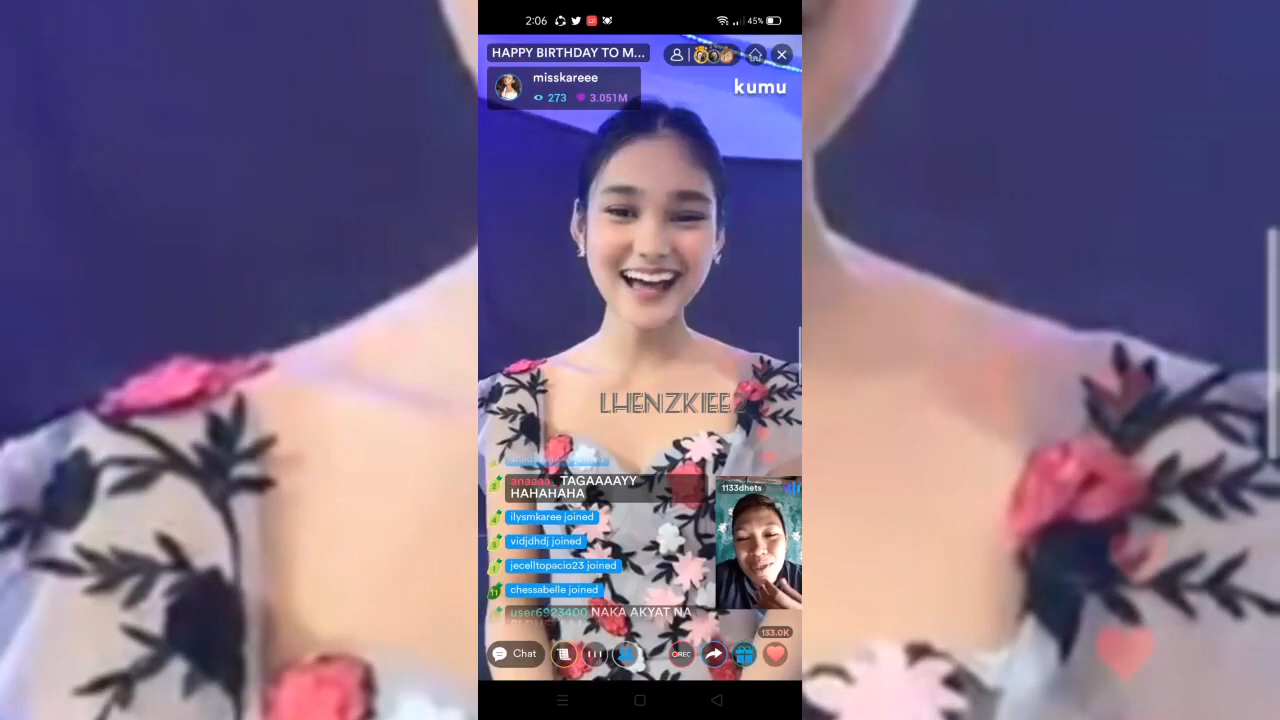 2:06
45%
HAPPY BIRTHDAY TO M...
misskareee
273 3.051M
kumu
LHENZKIEE2
anaaaa TAGAAAAYY
HAHAHAHA
1133dhets
ilysmkaree joined
vidjdhdj joined
jecelltopacio23 joined
chessabelle joined
user6923400 NAKA AKYAT NA
133.0K
Chat
REC